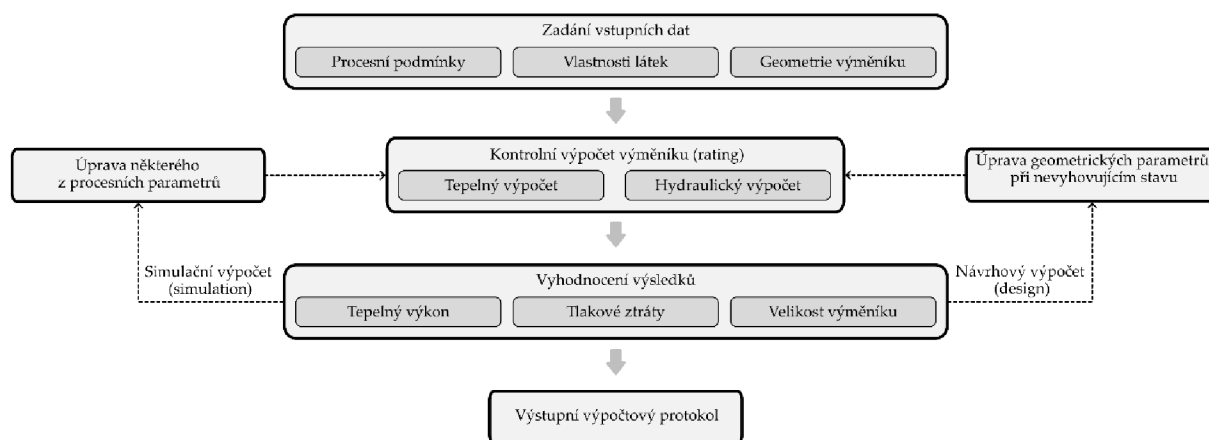 Zadání vstupních dat
Procesní podmínky
Vlastnosti látek
Geometrie výměníku
Kontrolní výpočet výměníku (rating)
Tepelný výpočet
Hydraulický výpočet
Úprava některého
z procesních parametrů
Úprava geometrických parametrů
při nevyhovujícím stavu
Simulační výpočet
(simulation)
Vyhodnocení výsledků
Tepelný výkon
Tlakové ztráty
Velikost výměníku
Návrhový výpočet
(design)
Výstupní výpočtový protokol